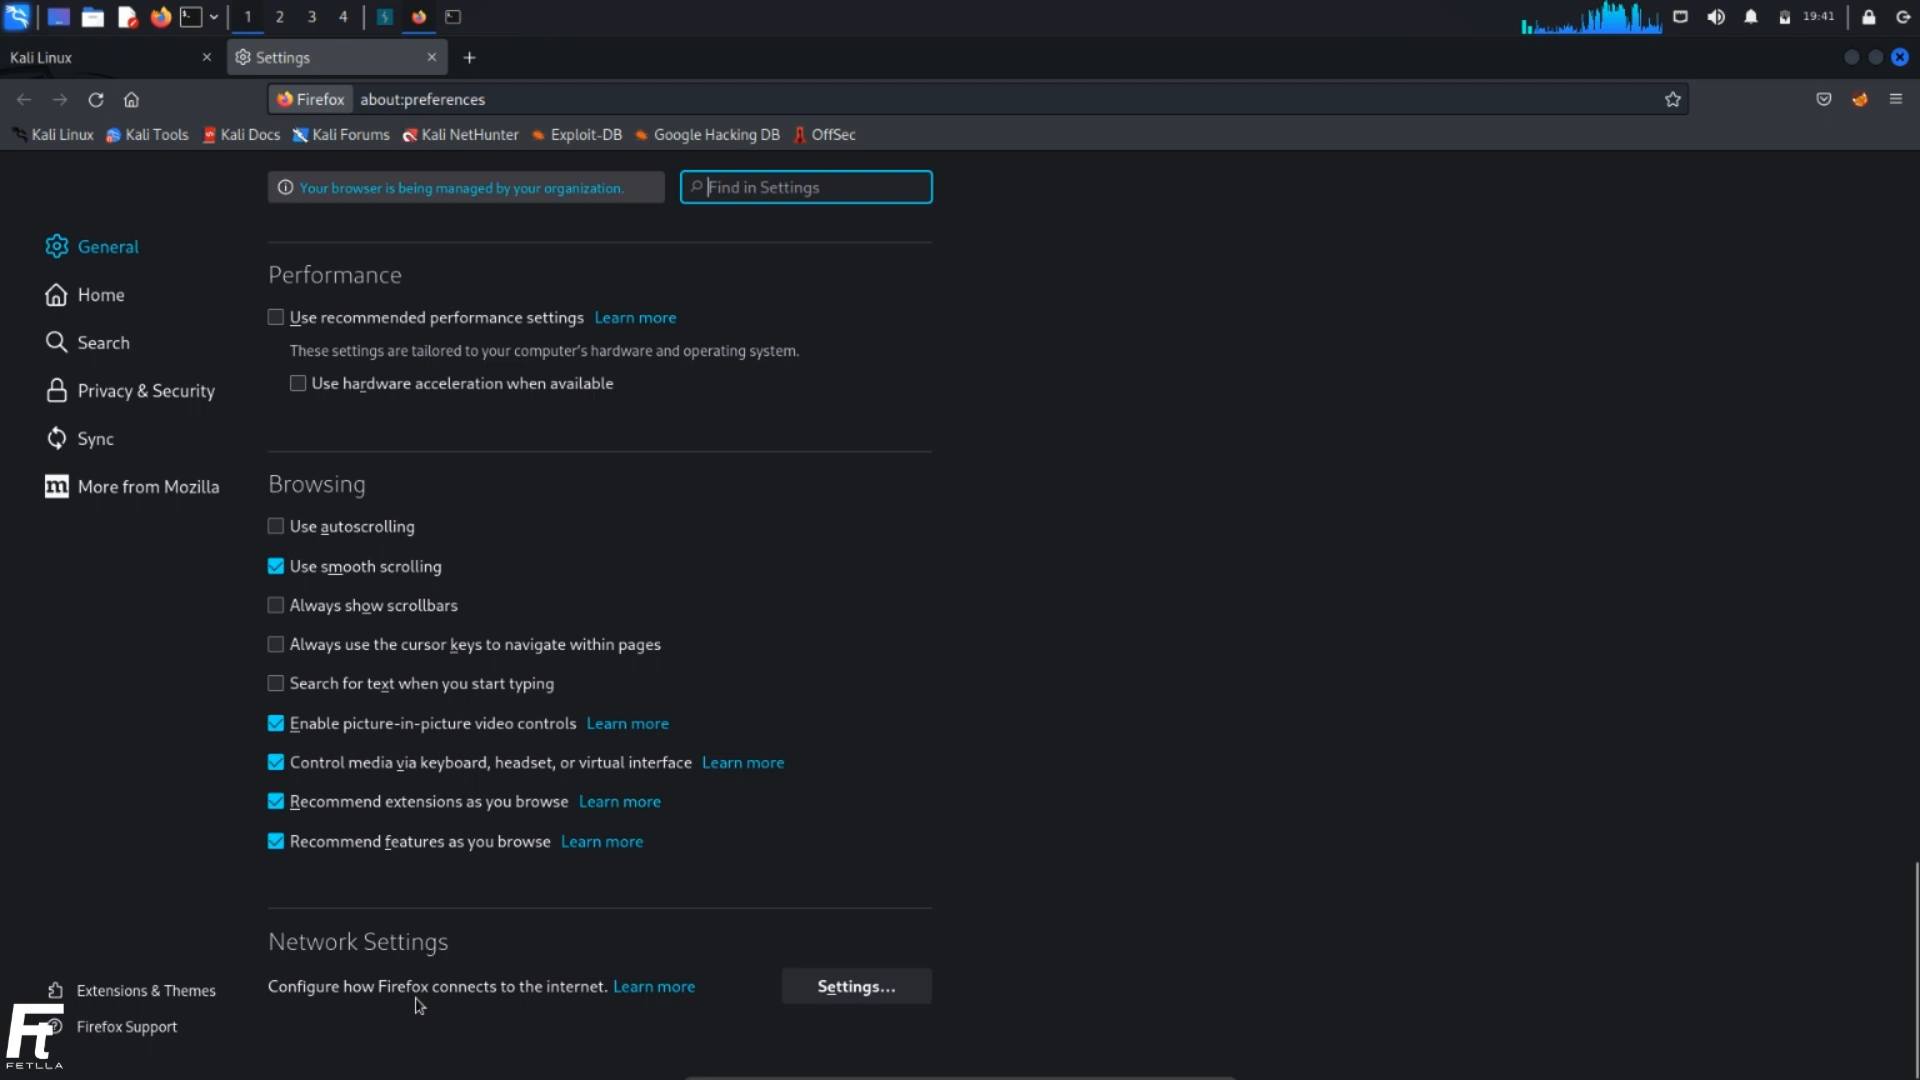 1 2 3 4
19:41
Kali Linux
Settings
Firefox about:preferences
Kali Linux Kali Tools Kali Docs Kali Forums Kali NetHunter Exploit-DB Google Hacking DB OffSec
Your browser is being managed by your organization.
Find in Settings
General
Home
Search
Privacy & Security
Sync
m More from Mozilla
Performance
Use recommended performance settings Learn more
These settings are tailored to your computer's hardware and operating system.
Use hardware acceleration when available
Browsing
Use autoscrolling
Use smooth scrolling
Always show scrollbars
Always use the cursor keys to navigate within pages
Search for text when you start typing
Enable picture-in-picture video controls Learn more
Control media via keyboard, headset, or virtual interface Learn more
Recommend extensions as you browse Learn more
Recommend features as you browse Learn more
Network Settings
Configure how Firefox connects to the internet. Learn more
Settings...
Extensions & Themes
Firefox Support
Ft
FETLLA